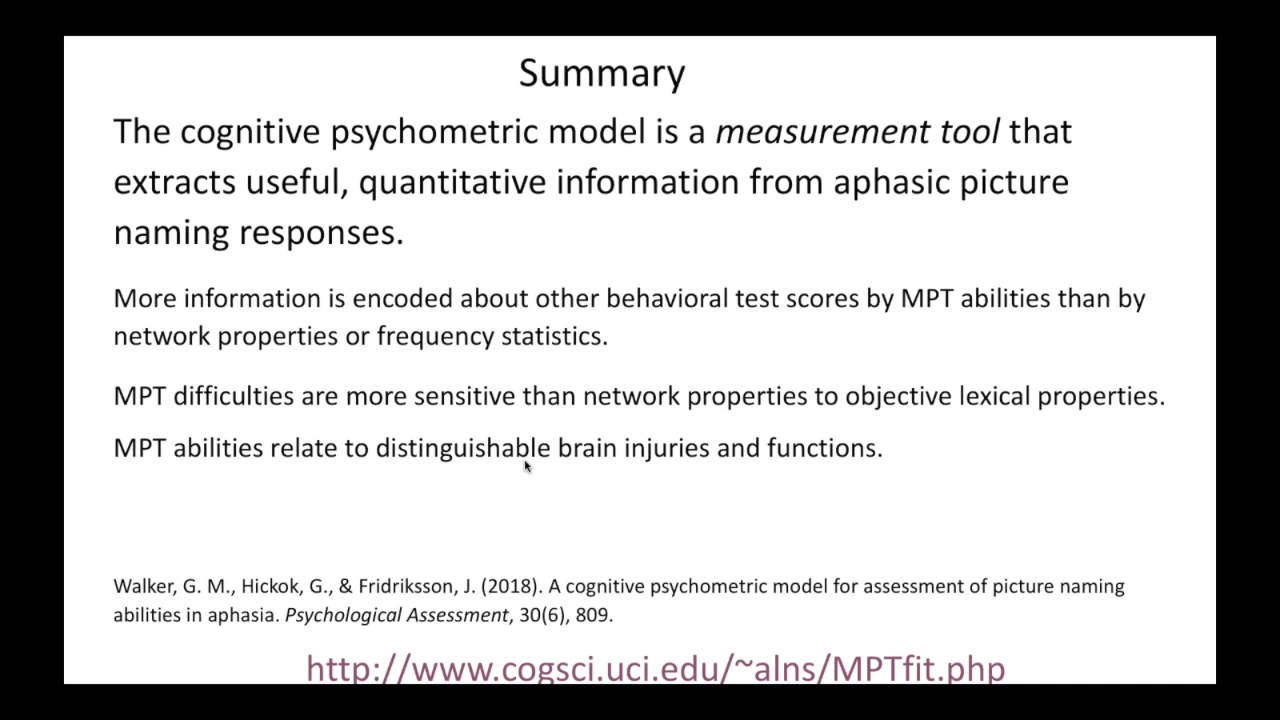 Summary
The cognitive psychometric model is a measurement tool that
extracts useful, quantitative information from aphasic picture
naming responses.
More information is encoded about other behavioral test scores by MPT abilities than by
network properties or frequency statistics.
MPT difficulties are more sensitive than network properties to objective lexical properties.
MPT abilities relate to distinguishable brain injuries and functions.
Walker, G. M., Hickok, G., & Fridriksson, J. (2018). A cognitive psychometric model for assessment of picture naming
abilities in aphasia. Psychological Assessment, 30(6), 809.
http://www.cogsci.uci.edu/~alns/MPTfit.php